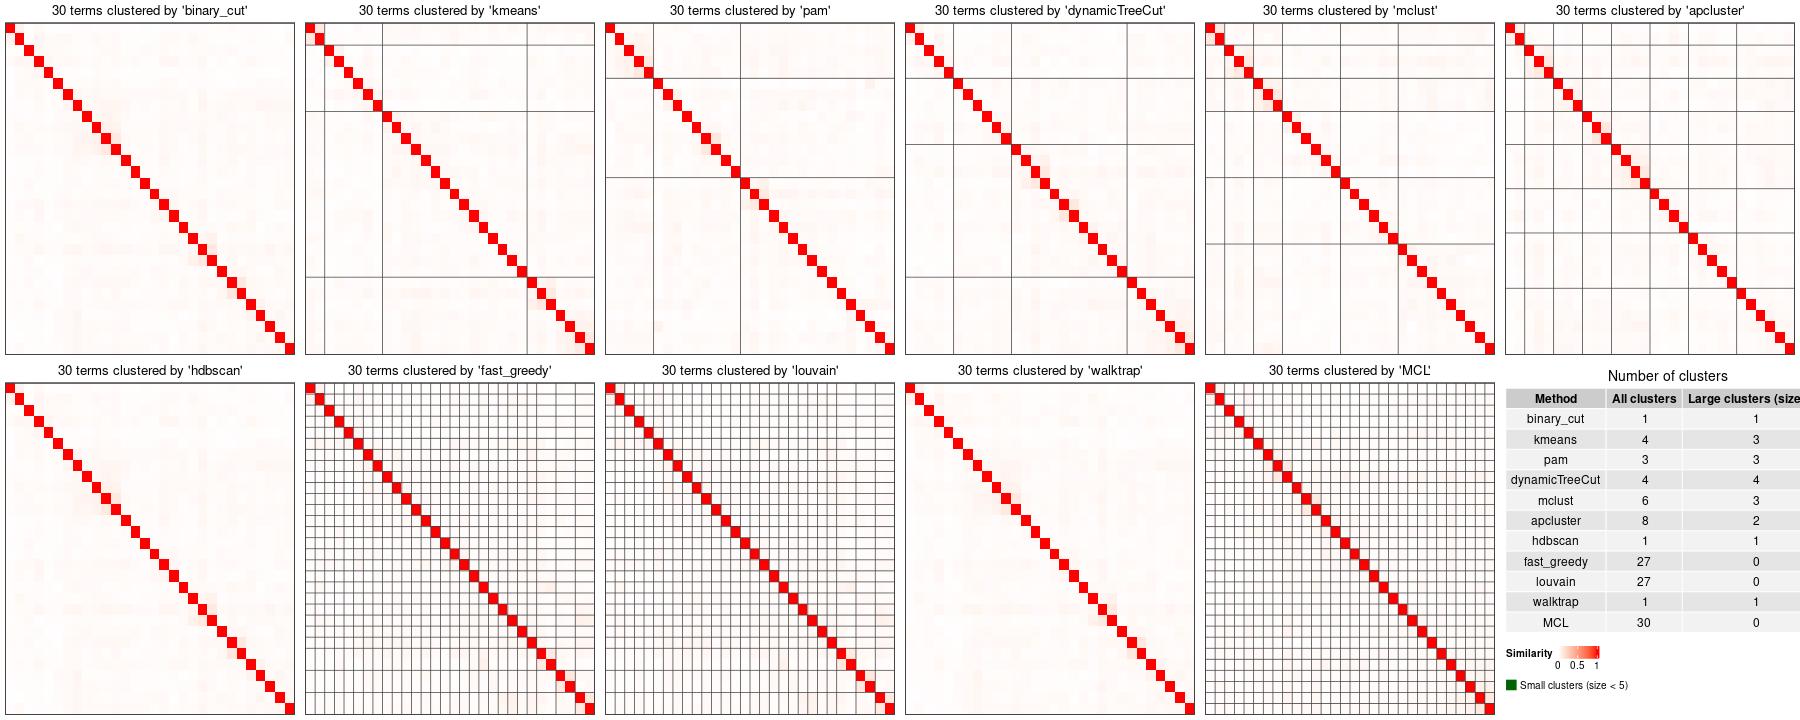 30 terms clustered by 'binary_cut'
30 terms clustered by 'kmeans'
30 terms clustered by 'pam'
30 terms clustered by 'dynamicTreeCut'
30 terms clustered by 'mclust'
30 terms clustered by 'apcluster'
30 terms clustered by 'hdbscan'
30 terms clustered by 'fast_greedy'
30 terms clustered by 'louvain'
30 terms clustered by 'walktrap'
30 terms clustered by 'MCL'
Number of clusters
Method All clusters Large clusters (size
binary_cut 1 1
kmeans 4 3
pam 3 3
dynamicTreeCut 4 4
mclust 6 3
apcluster 8 2
hdbscan 1 1
fast_greedy 27 0
louvain 27 0
walktrap 1 1
MCL 30 0
Similarity
0 0.5 1
Small clusters (size < 5)